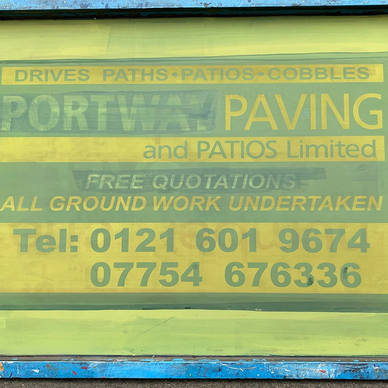 DRIVES PATHS•PATIOS•COBBLES
PORTWAY PAVING
and PATIOS Limited
FREE QUOTATIONS
ALL GROUND WORK UNDERTAKEN
Tel: 0121 601 9674
07754 676336